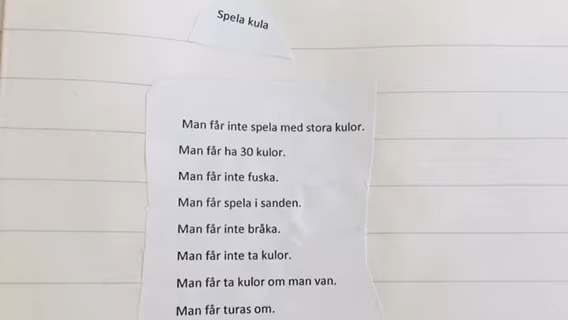 Spela kula
Man får inte spela med stora kulor.
Man får ha 30 kulor.
Man får inte fuska.
Man får spela i sanden.
Man får inte bråka.
Man får inte ta kulor.
Man får ta kulor om man van.
Man får turas om.